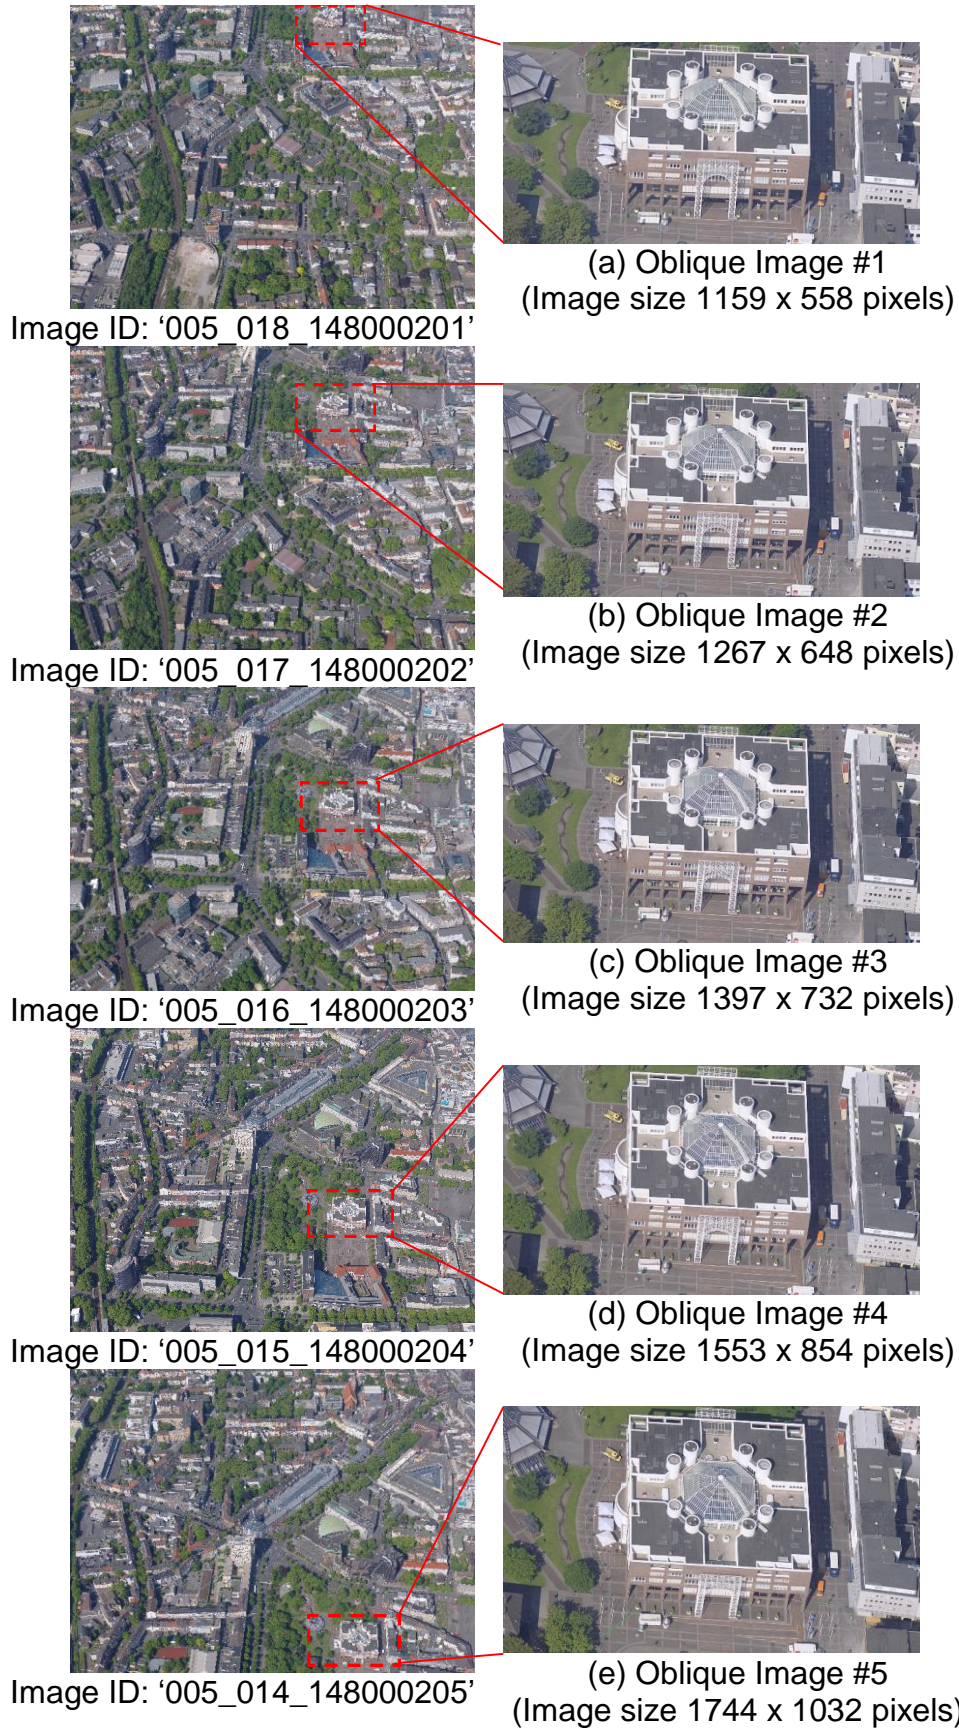 (a) Oblique Image #1
(Image size 1159 x 558 pixels)
Image ID: ‘005_018_148000201’
(b) Oblique Image #2
(Image size 1267 x 648 pixels)
Image ID: ‘005_017_148000202’
(c) Oblique Image #3
(Image size 1397 x 732 pixels)
Image ID: ‘005_016_148000203’
(d) Oblique Image #4
(Image size 1553 x 854 pixels)
Image ID: ‘005_015_148000204’
(e) Oblique Image #5
(Image size 1744 x 1032 pixels)
Image ID: ‘005_014_148000205’